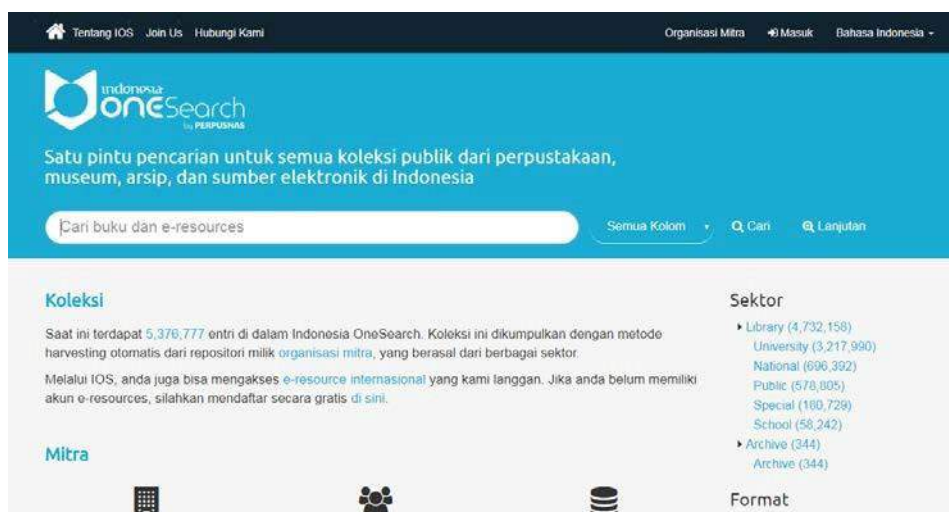 Tentang IOS Join Us Hubungi Kami Organisasi Mitra Masuk Bahasa Indonesia
indonesia
oneSearch
by PERPUSNAS
Satu pintu pencarian untuk semua koleksi publik dari perpustakaan,
museum, arsip, dan sumber elektronik di Indonesia
Cari buku dan e-resources Semua Kolom Cari Lanjutan
Koleksi
Saat ini terdapat 5,376,777 entri di dalam Indonesia OneSearch. Koleksi ini dikumpulkan dengan metode
harvesting otomatis dari repositori milik organisasi mitra, yang berasal dari berbagai sektor.
Melalui IOS, anda juga bisa mengakses e-resource internasional yang kami langgan. Jika anda belum memiliki
akun e-resources, silahkan mendaftar secara gratis di sini.
Mitra
Sektor
Library (4,732,158)
University (3,217,990)
National (696,392)
Public (578,805)
Special (180,729)
School (58,242)
Archive (344)
Archive (344)
Format